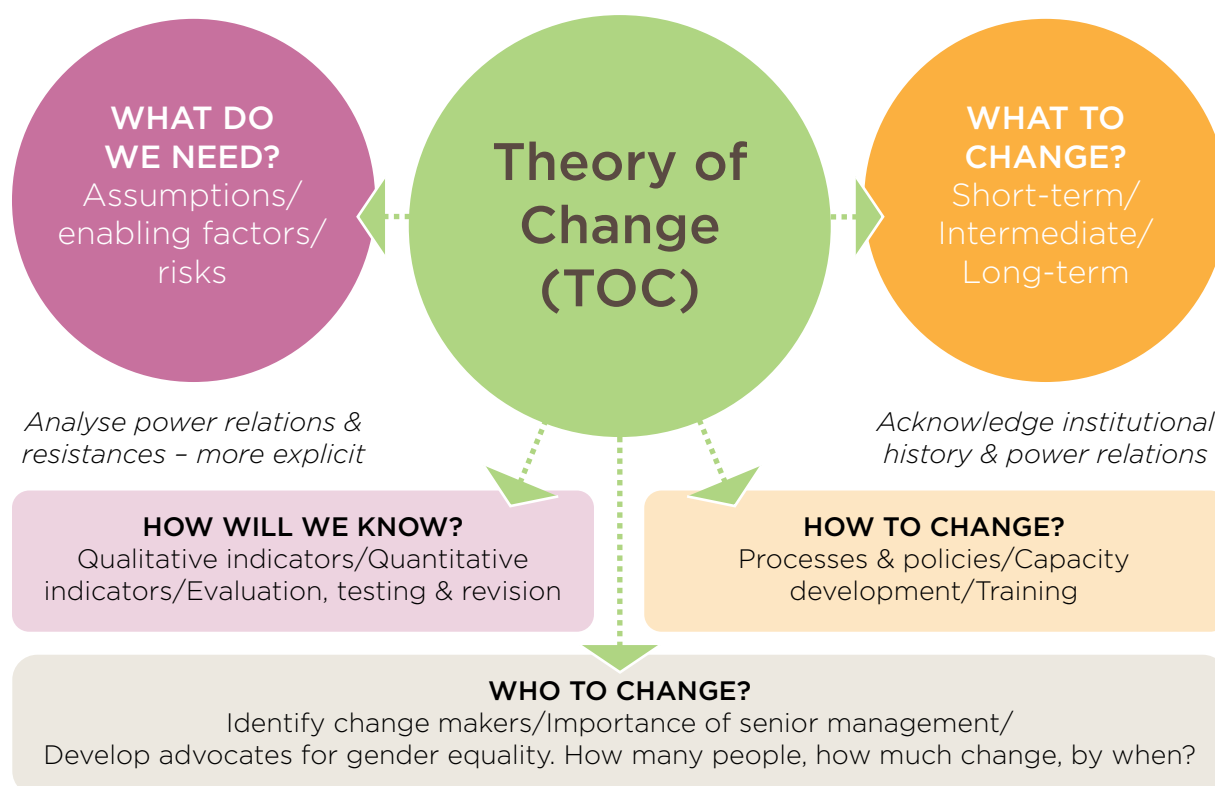 WHAT DO
WE NEED?
Assumptions/
enabling factors/
risks
Theory of
Change
(TOC)
WHAT TO
CHANGE?
Short-term/
Intermediate/
Long-term
Analyse power relations &
resistances – more explicit
Acknowledge institutional
history & power relations
HOW WILL WE KNOW?
Qualitative indicators/Quantitative
indicators/Evaluation, testing & revision
HOW TO CHANGE?
Processes & policies/Capacity
development/Training
WHO TO CHANGE?
Identify change makers/Importance of senior management/
Develop advocates for gender equality. How many people, how much change, by when?